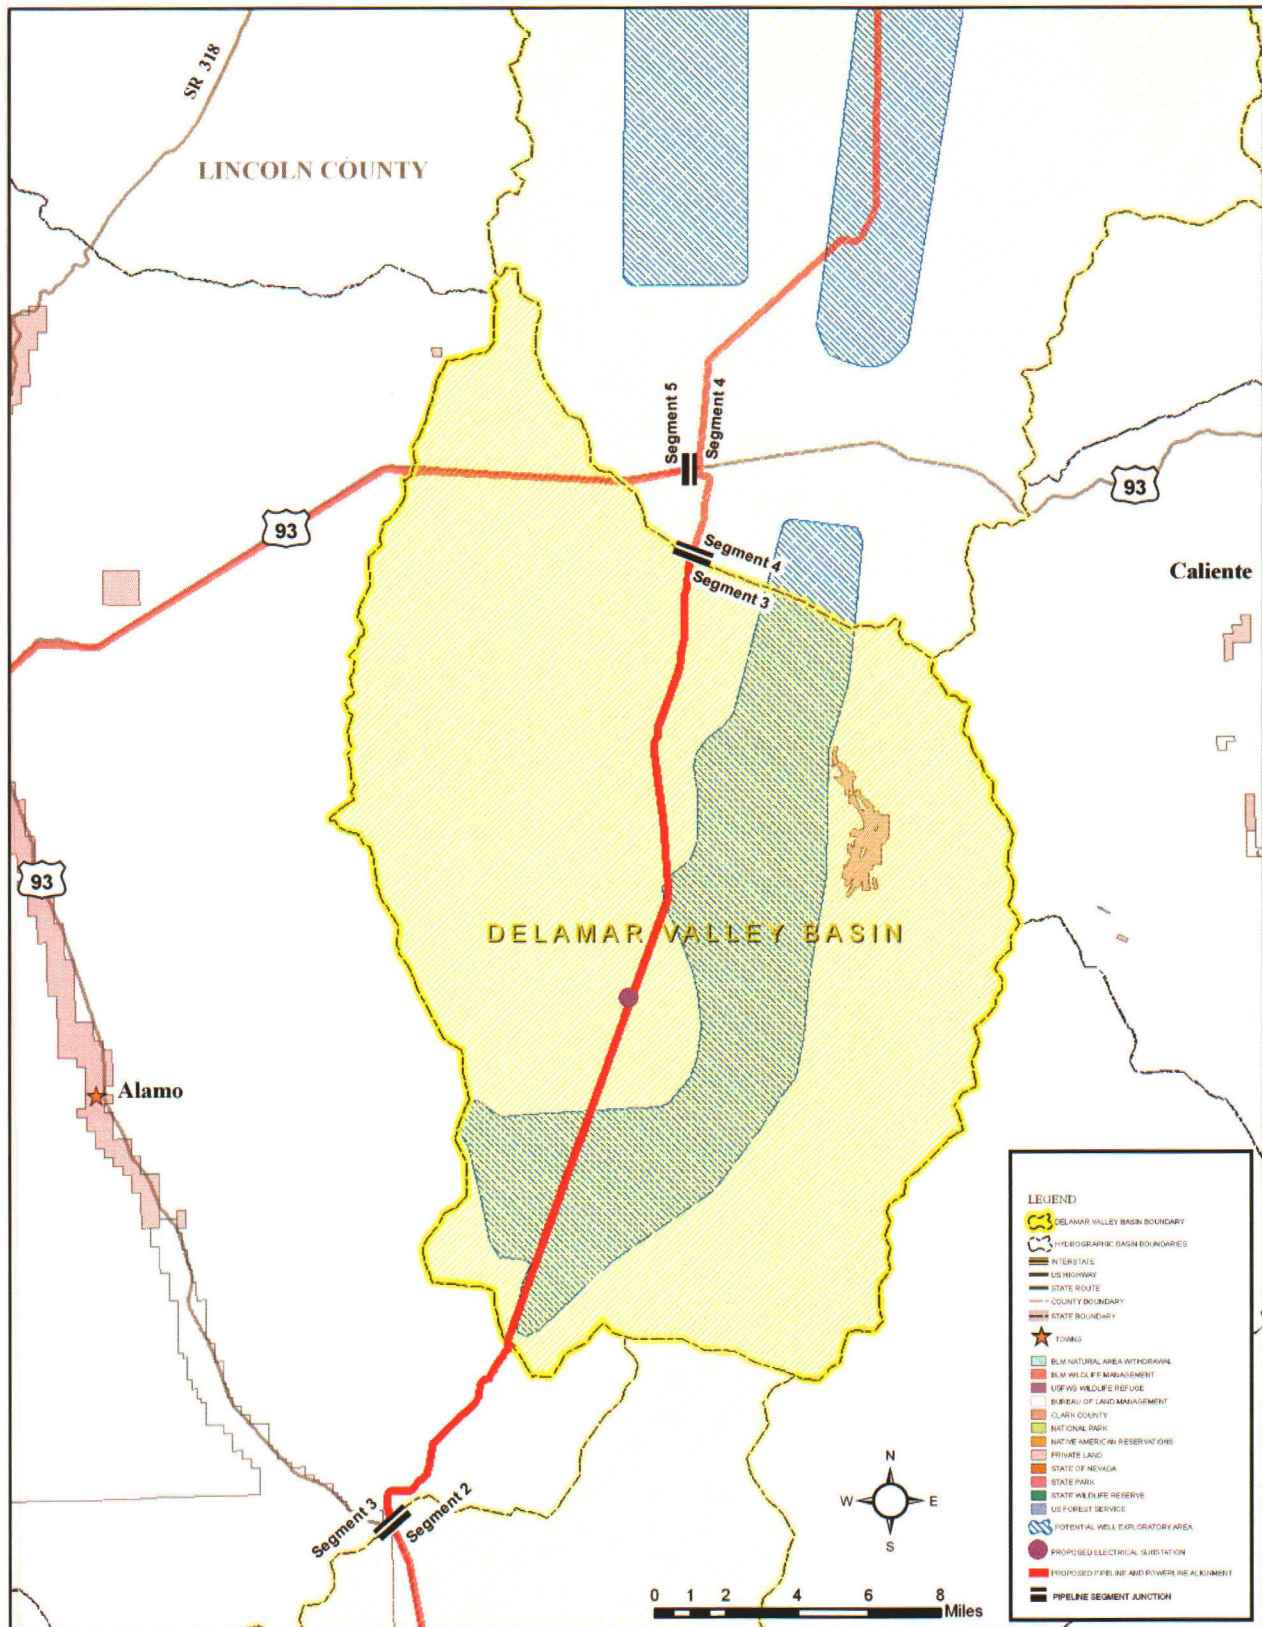 SR 318
LINCOLN COUNTY
Segment 5
Segment 4
93
93
Segment 4
Segment 3
Caliente
93
DELAMAR VALLEY BASIN
Alamo
LEGEND
DELAMAR VALLEY BASIN BOUNDARY
HYDROGRAPHIC BASIN BOUNDARIES
INTERSTATE
US HIGHWAY
STATE ROUTE
COUNTY BOUNDARY
STATE BOUNDARY
TOWNS
BLM NATURAL AREA WITHDRAWAL
BLM WILDLIFE MANAGEMENT
USFWS WILDLIFE REFUGE
BUREAU OF LAND MANAGEMENT
CLARK COUNTY
NATIONAL PARK
NATIVE AMERICAN RESERVATIONS
PRIVATE LAND
STATE OF NEVADA
STATE PARK
STATE WILDLIFE RESERVE
US FOREST SERVICE
POTENTIAL WELL EXPLORATORY AREA
PROPOSED ELECTRICAL SUBSTATION
PROPOSED PIPELINE AND POWERLINE ALIGNMENT
PIPELINE SEGMENT JUNCTION
N
W E
S
Segment 3
Segment 2
0 1 2 4 6 8
Miles